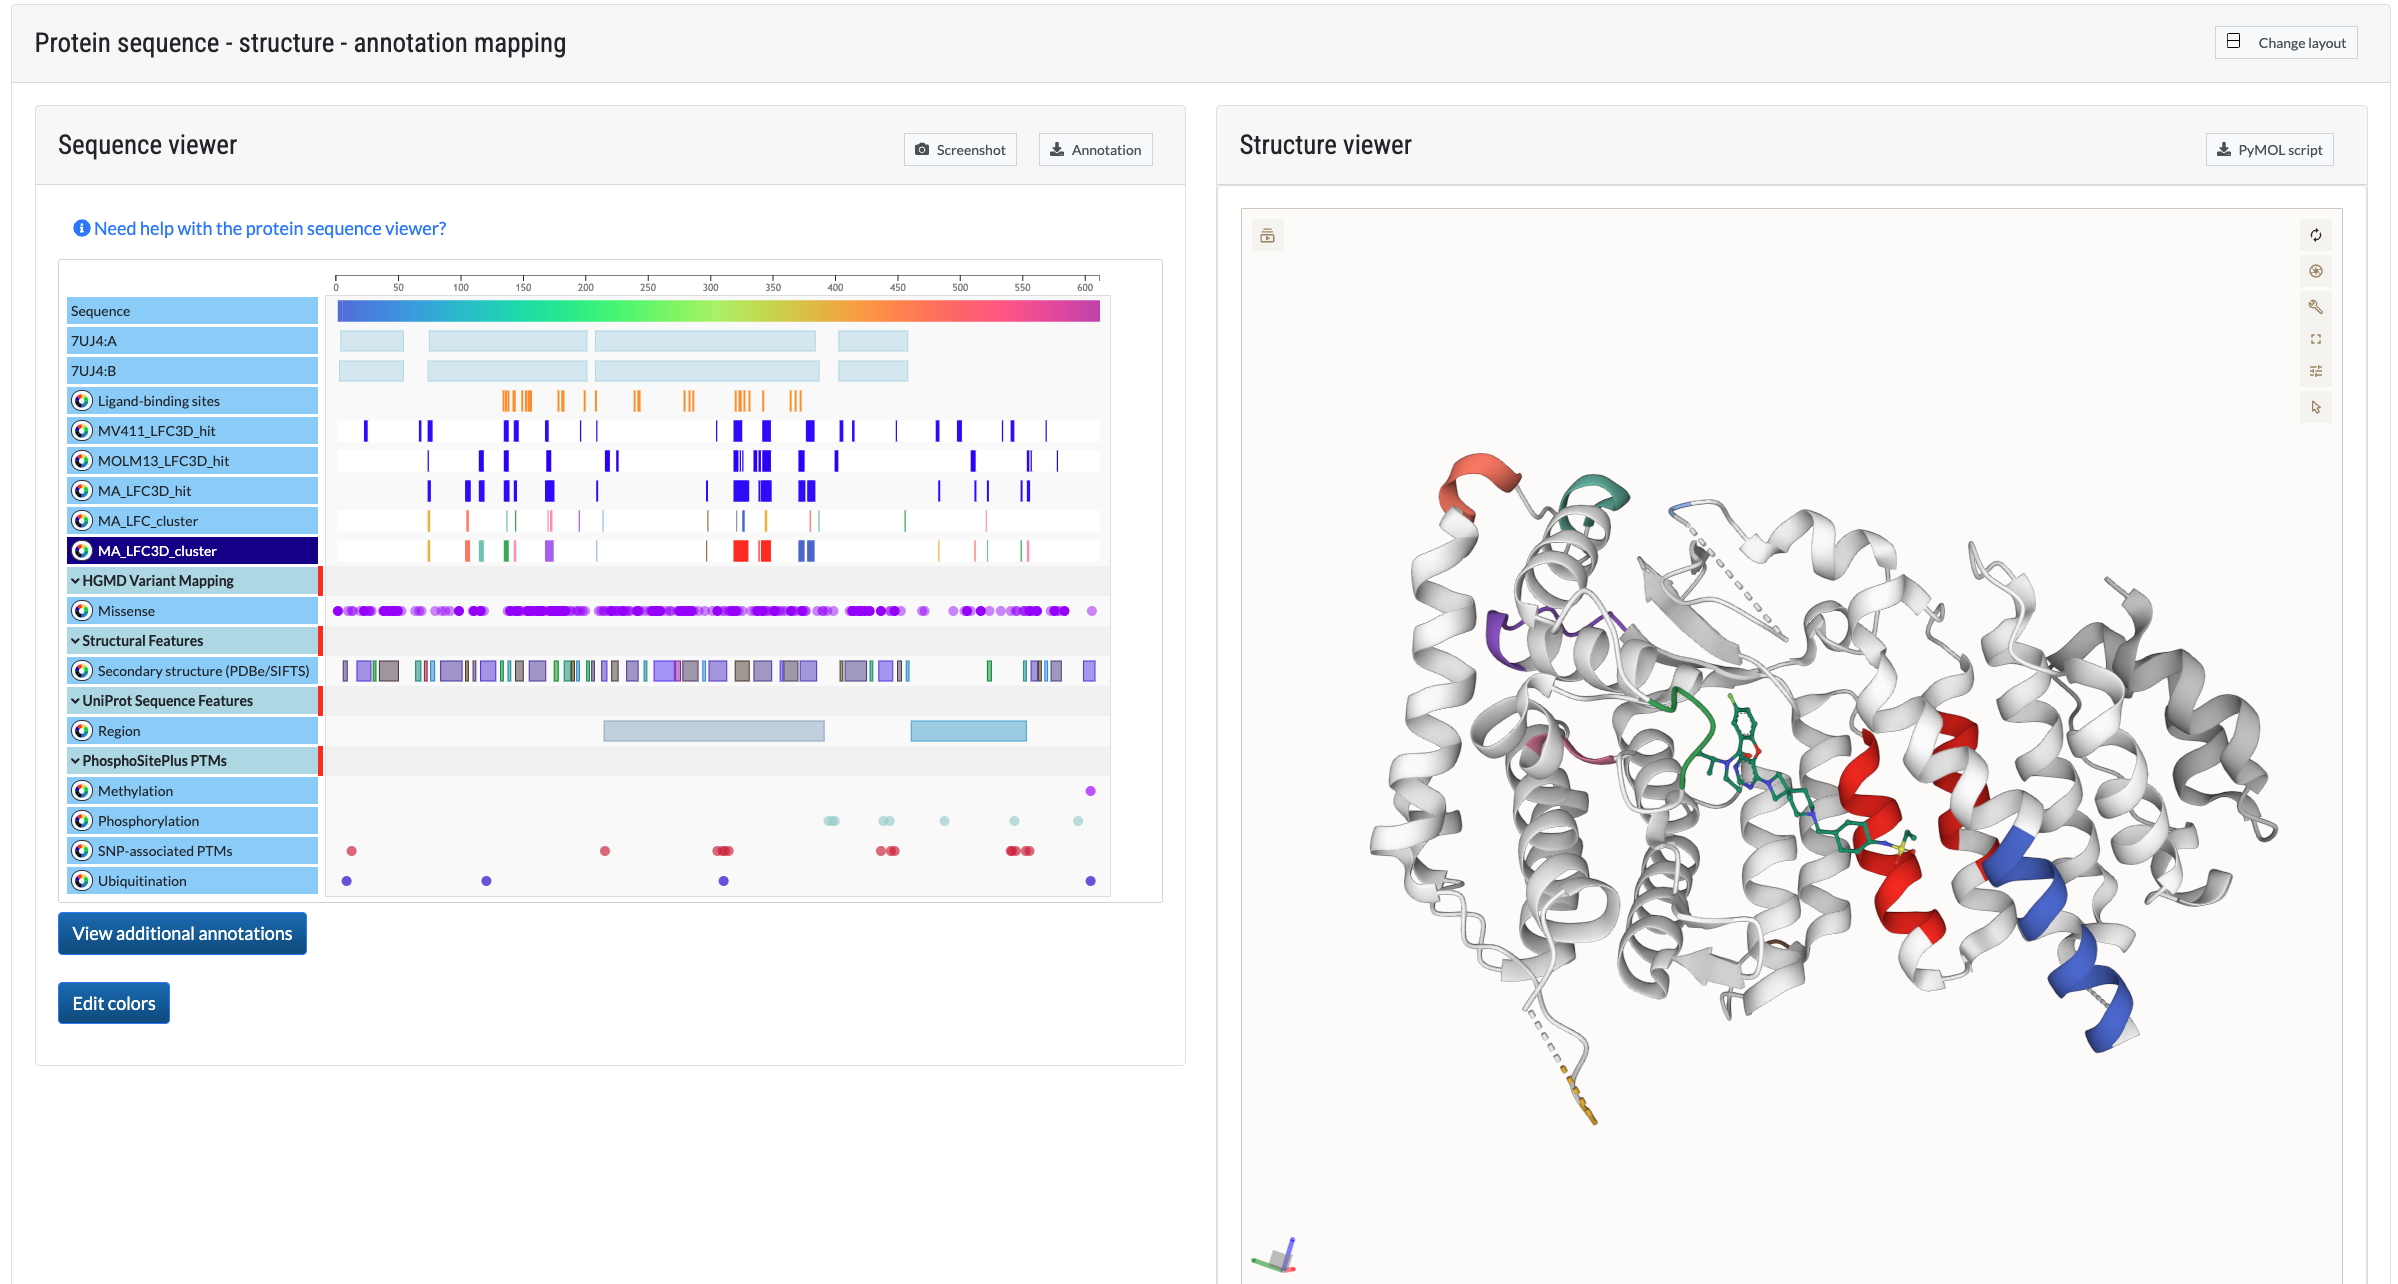 Protein sequence - structure - annotation mapping
Change layout
Sequence viewer
Screenshot
Annotation
Need help with the protein sequence viewer?
0 50 100 150 200 250 300 350 400 450 500 550 600
Sequence
7UJ4:A
7UJ4:B
Ligand-binding sites
MV411_LFC3D_hit
MOLM13_LFC3D_hit
MA_LFC3D_hit
MA_LFC_cluster
MA_LFC3D_cluster
HGMD Variant Mapping
Missense
Structural Features
Secondary structure (PDBe/SIFTS)
UniProt Sequence Features
Region
PhosphoSitePlus PTMs
Methylation
Phosphorylation
SNP-associated PTMs
Ubiquitination
View additional annotations
Edit colors
Structure viewer
PyMOL script